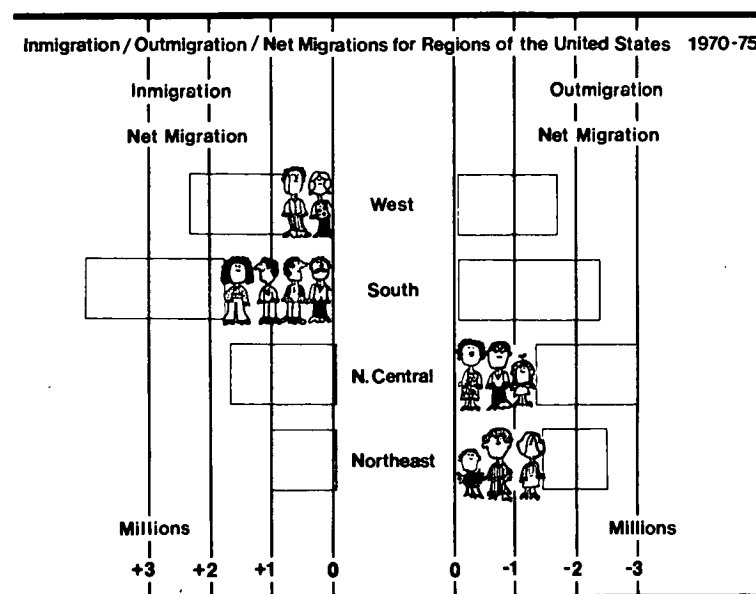 Inmigration / Outmigration / Net Migrations for Regions of the United States 1970-75
Inmigration Outmigration
Net Migration Net Migration
West
South
N. Central
Northeast
Millions Millions
+3 +2 +1 0 0 -1 -2 -3